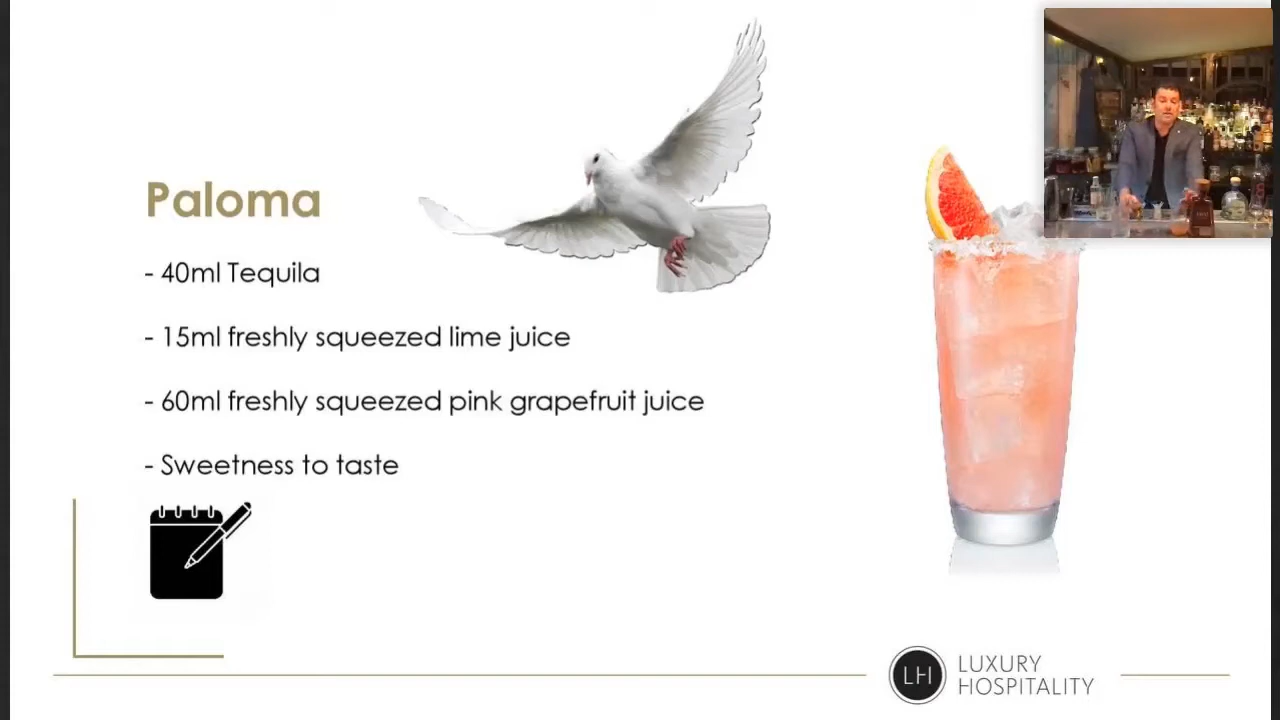 Paloma
- 40ml Tequila
- 15ml freshly squeezed lime juice
- 60ml freshly squeezed pink grapefruit juice
- Sweetness to taste
LH
LUXURY
HOSPITALITY